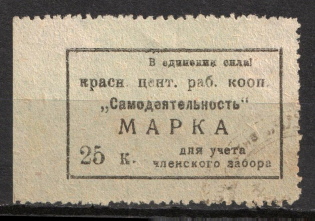 В единении сила!
красн. цент. раб. кооп.
„Самодеятельность"
МАРКА
для учета
25 к. членского забора